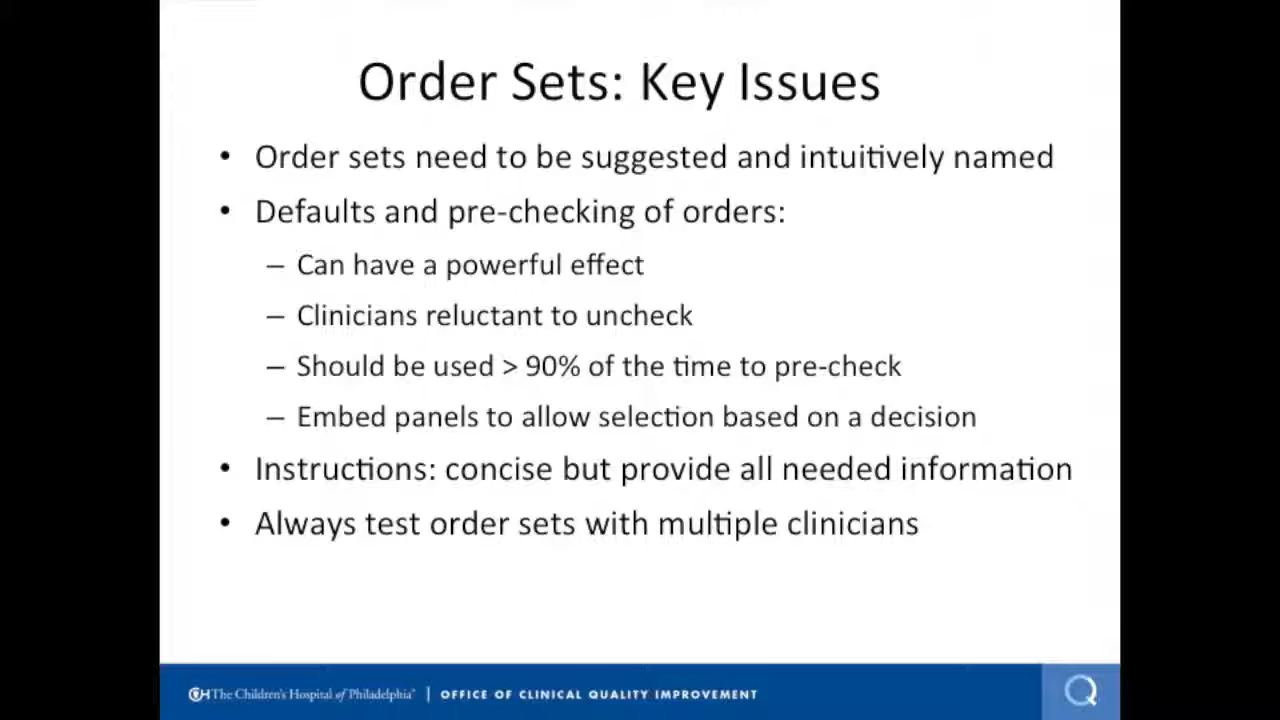 Order Sets: Key Issues
• Order sets need to be suggested and intuitively named
• Defaults and pre-checking of orders:
– Can have a powerful effect
– Clinicians reluctant to uncheck
– Should be used > 90% of the time to pre-check
– Embed panels to allow selection based on a decision
• Instructions: concise but provide all needed information
• Always test order sets with multiple clinicians
CH The Children's Hospital of Philadelphia® | OFFICE OF CLINICAL QUALITY IMPROVEMENT Q